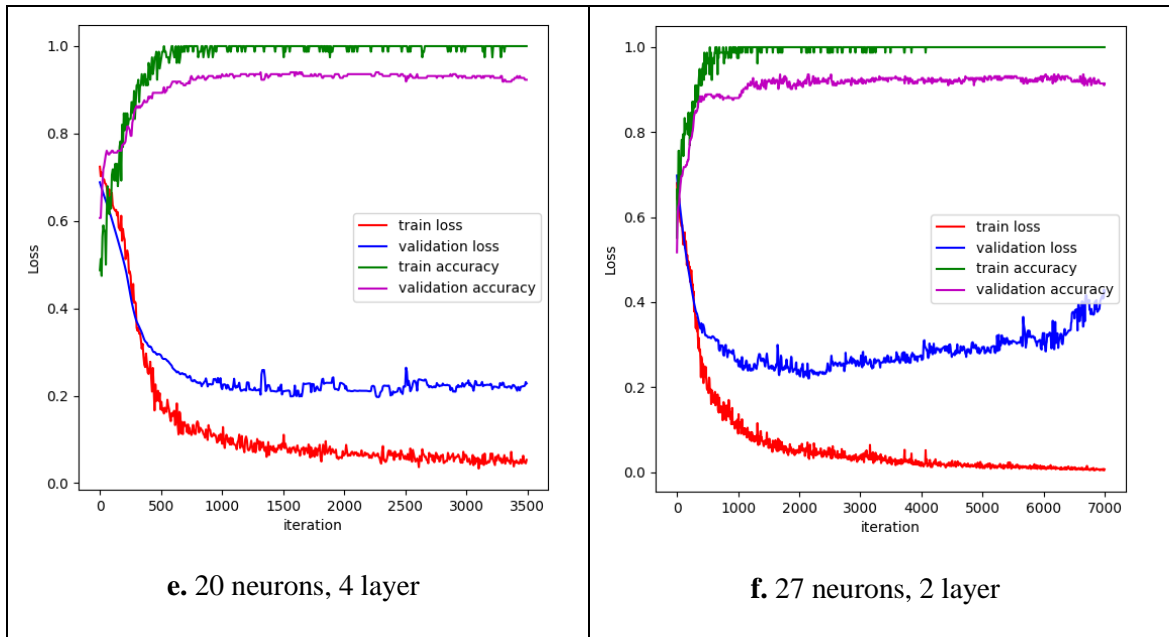 1.0
0.8
0.6
0.4
0.2
0.0
Loss
train loss
validation loss
train accuracy
validation accuracy
0 500 1000 1500 2000 2500 3000 3500
iteration
e. 20 neurons, 4 layer
1.0
0.8
0.6
0.4
0.2
0.0
Loss
train loss
validation loss
train accuracy
validation accuracy
0 1000 2000 3000 4000 5000 6000 7000
iteration
f. 27 neurons, 2 layer